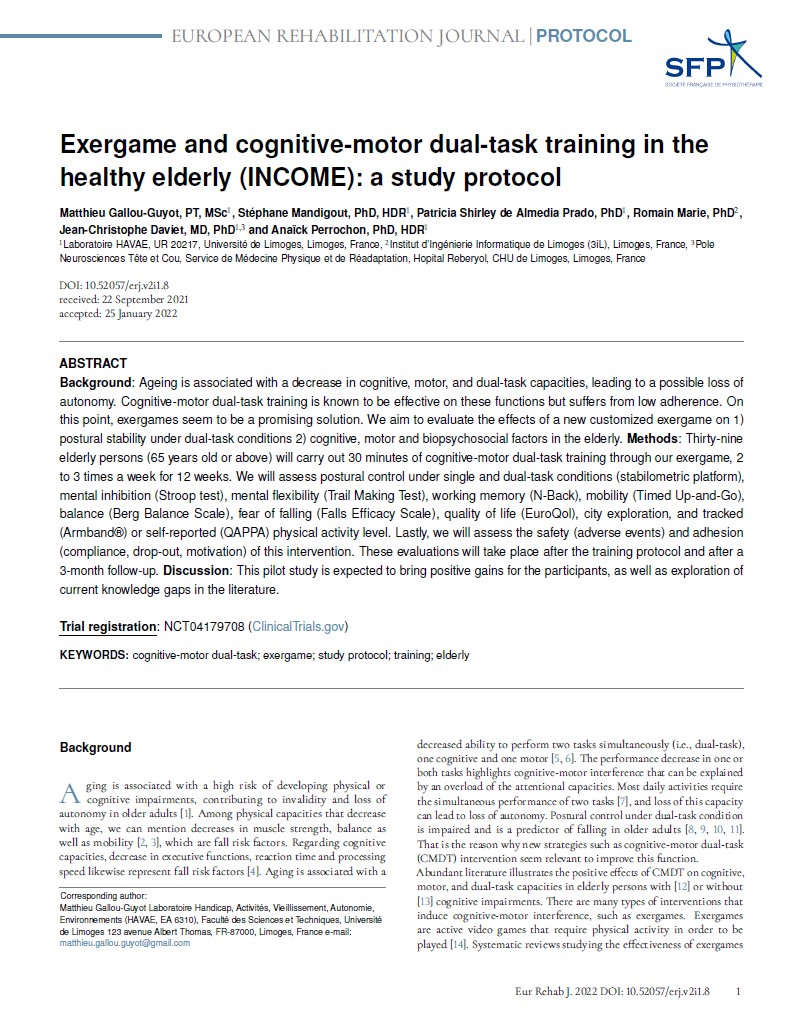 EUROPEAN REHABILITATION JOURNAL | PROTOCOL
SFP
SOCIÉTÉ FRANÇAISE DE PHYSIOTHÉRAPIE
Exergame and cognitive-motor dual-task training in the
healthy elderly (INCOME): a study protocol
Matthieu Gallou-Guyot, PT, MSc1, Stéphane Mandigout, PhD, HDR1, Patricia Shirley de Almedia Prado, PhD1, Romain Marie, PhD2,
Jean-Christophe Daviet, MD, PhD1,3 and Anaïck Perrochon, PhD, HDR1
1Laboratoire HAVAE, UR 20217, Université de Limoges, Limoges, France, 2Institut d'Ingénierie Informatique de Limoges (3iL), Limoges, France, 3Pole
Neurosciences Tête et Cou, Service de Médecine Physique et de Réadaptation, Hopital Reberyol, CHU de Limoges, Limoges, France
DOI: 10.52057/erj.v2i1.8
received: 22 September 2021
accepted: 25 January 2022
ABSTRACT
Background: Ageing is associated with a decrease in cognitive, motor, and dual-task capacities, leading to a possible loss of
autonomy. Cognitive-motor dual-task training is known to be effective on these functions but suffers from low adherence. On
this point, exergames seem to be a promising solution. We aim to evaluate the effects of a new customized exergame on 1)
postural stability under dual-task conditions 2) cognitive, motor and biopsychosocial factors in the elderly. Methods: Thirty-nine
elderly persons (65 years old or above) will carry out 30 minutes of cognitive-motor dual-task training through our exergame, 2
to 3 times a week for 12 weeks. We will assess postural control under single and dual-task conditions (stabilometric platform),
mental inhibition (Stroop test), mental flexibility (Trail Making Test), working memory (N-Back), mobility (Timed Up-and-Go),
balance (Berg Balance Scale), fear of falling (Falls Efficacy Scale), quality of life (EuroQol), city exploration, and tracked
(Armband®) or self-reported (QAPPA) physical activity level. Lastly, we will assess the safety (adverse events) and adhesion
(compliance, drop-out, motivation) of this intervention. These evaluations will take place after the training protocol and after a
3-month follow-up. Discussion: This pilot study is expected to bring positive gains for the participants, as well as exploration of
current knowledge gaps in the literature.
Trial registration: NCT04179708 (ClinicalTrials.gov)
KEYWORDS: cognitive-motor dual-task; exergame; study protocol; training; elderly
Background
Aging is associated with a high risk of developing physical or
cognitive impairments, contributing to invalidity and loss of
autonomy in older adults [1]. Among physical capacities that decrease
with age, we can mention decreases in muscle strength, balance as
well as mobility [2, 3], which are fall risk factors. Regarding cognitive
capacities, decrease in executive functions, reaction time and processing
speed likewise represent fall risk factors [4]. Aging is associated with a
Corresponding author:
Matthieu Gallou-Guyot Laboratoire Handicap, Activités, Vieillissement, Autonomie,
Environnements (HAVAE, EA 6310), Faculté des Sciences et Techniques, Université
de Limoges 123 avenue Albert Thomas, FR-87000, Limoges, France e-mail:
matthieu.gallou.guyot@gmail.com
decreased ability to perform two tasks simultaneously (i.e., dual-task),
one cognitive and one motor [5, 6]. The performance decrease in one or
both tasks highlights cognitive-motor interference that can be explained
by an overload of the attentional capacities. Most daily activities require
the simultaneous performance of two tasks [7], and loss of this capacity
can lead to loss of autonomy. Postural control under dual-task condition
is impaired and is a predictor of falling in older adults [8, 9, 10, 11].
That is the reason why new strategies such as cognitive-motor dual-task
(CMDT) intervention seem relevant to improve this function.
Abundant literature illustrates the positive effects of CMDT on cognitive,
motor, and dual-task capacities in elderly persons with [12] or without
[13] cognitive impairments. There are many types of interventions that
induce cognitive-motor interference, such as exergames. Exergames
are active video games that require physical activity in order to be
played [14]. Systematic reviews studying the effectiveness of exergames
Eur Rehab J. 2022 DOI: 10.52057/erj.v2i1.8 1